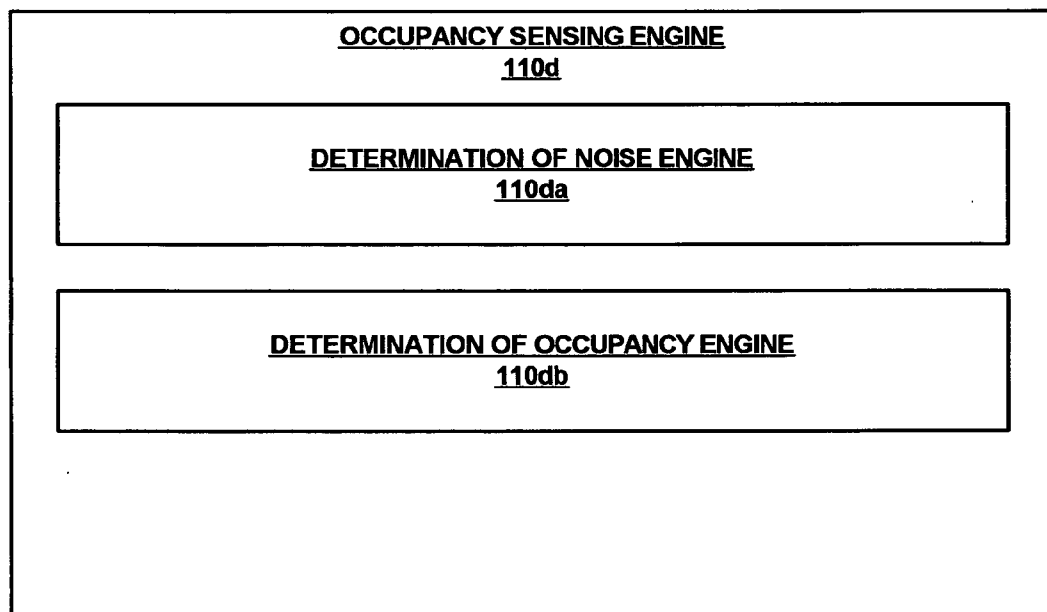 OCCUPANCY SENSING ENGINE
110d
DETERMINATION OF NOISE ENGINE
110da
DETERMINATION OF OCCUPANCY ENGINE
110db